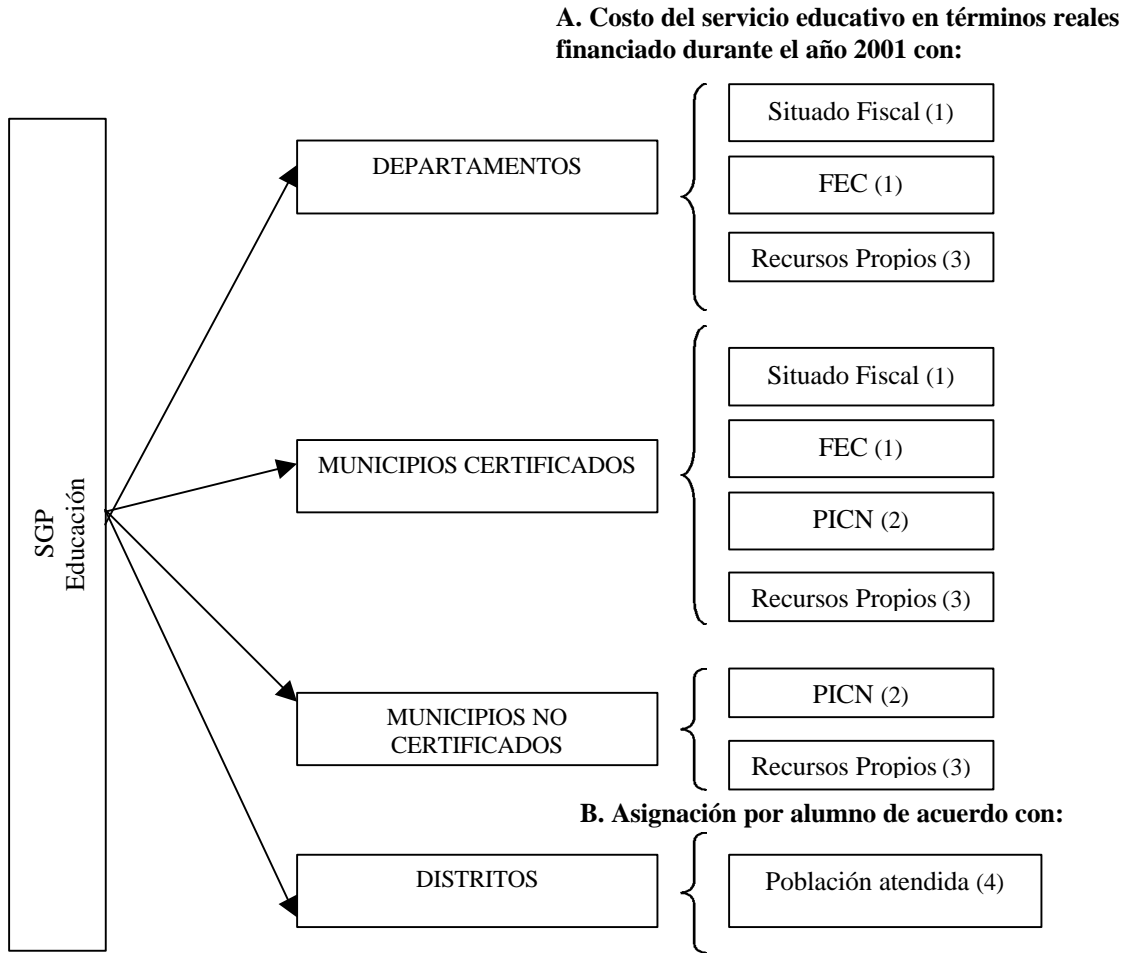 A. Costo del servicio educativo en términos reales
financiado durante el año 2001 con:
SGP
Educación
DEPARTAMENTOS
Situado Fiscal (1)
FEC (1)
Recursos Propios (3)
MUNICIPIOS CERTIFICADOS
Situado Fiscal (1)
FEC (1)
PICN (2)
Recursos Propios (3)
MUNICIPIOS NO
CERTIFICADOS
PICN (2)
Recursos Propios (3)
B. Asignación por alumno de acuerdo con:
DISTRITOS
Población atendida (4)